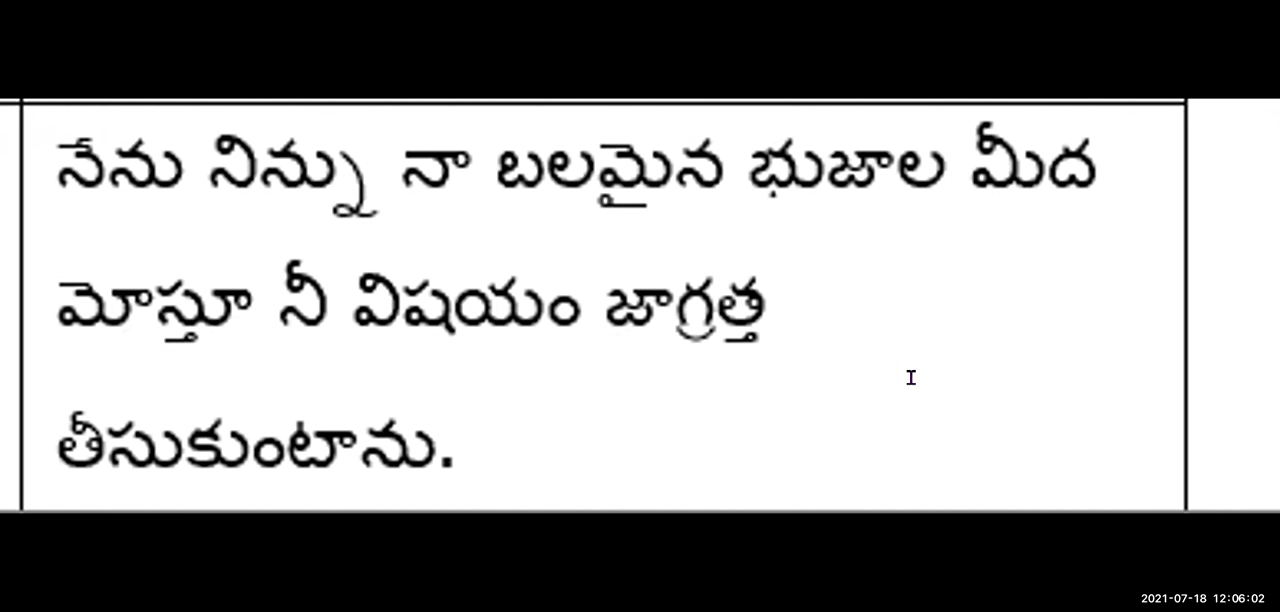 నేను నిన్ను నా బలమైన భుజాల మీద
మోస్తూ నీ విషయం జాగ్రత్త
తీసుకుంటాను.
2021-07-18 12:06:02